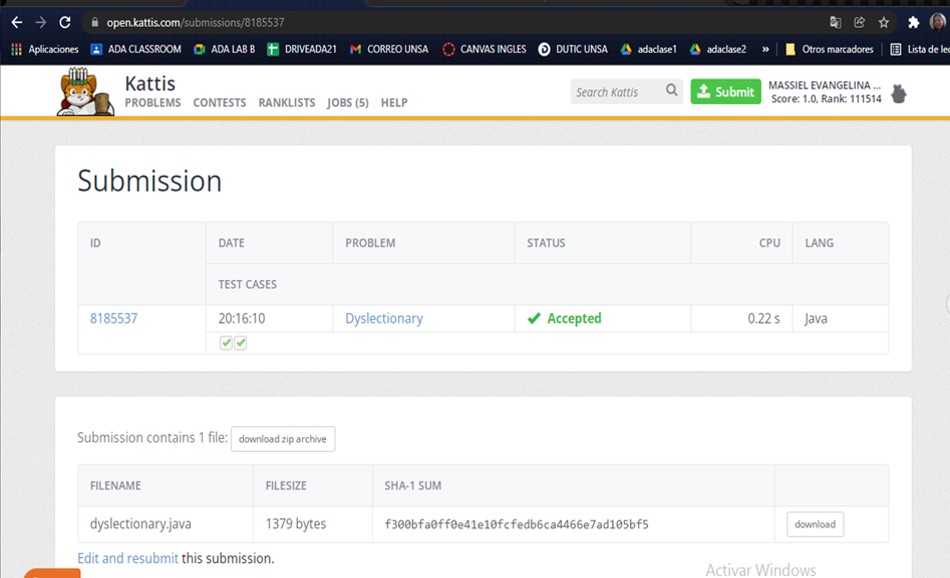 open.kattis.com/submissions/8185537
Aplicaciones ADA CLASSROOM ADA LAB B DRIVEADA21 CORREO UNSA CANVAS INGLES DUTIC UNSA adaclase1 adaclase2 » Otros marcadores Lista de lec
Kattis
PROBLEMS CONTESTS RANKLISTS JOBS (5) HELP
Search Kattis
Submit
MASSIEL EVANGELINA ...
Score: 1.0, Rank: 111514
Submission
ID DATE PROBLEM STATUS CPU LANG
TEST CASES
8185537 20:16:10 Dyslectionary Accepted 0.22 s Java
Submission contains 1 file: download zip archive
FILENAME FILESIZE SHA-1 SUM
dyslectionary.java 1379 bytes f300bfa0ff0e41e10fcfedb6ca4466e7ad105bf5 download
Edit and resubmit this submission.
Activar Windows